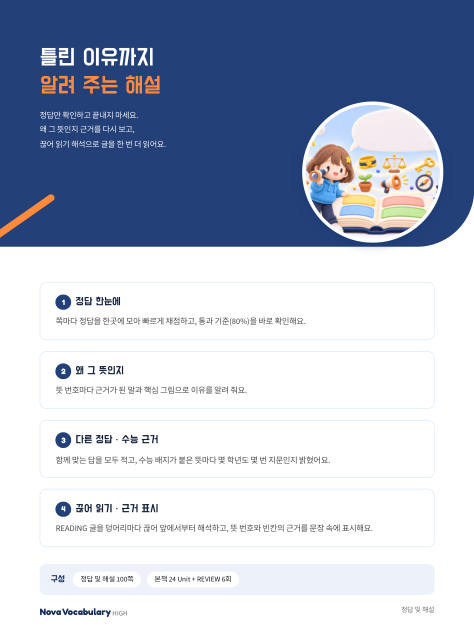 틀린 이유까지
알려 주는 해설
정답만 확인하고 끝내지 마세요.
왜 그 뜻인지 근거를 다시 보고,
끊어 읽기 해석으로 글을 한 번 더 읽어요.
1 정답 한눈에
쪽마다 정답을 한곳에 모아 빠르게 채점하고, 통과 기준(80%)을 바로 확인해요.
2 왜 그 뜻인지
뜻 번호마다 근거가 된 말과 핵심 그림으로 이유를 알려 줘요.
3 다른 정답 · 수능 근거
함께 맞는 답을 모두 적고, 수능 배지가 붙은 뜻마다 몇 학년도 몇 번 지문인지 밝혔어요.
4 끊어 읽기 · 근거 표시
READING 글을 덩어리마다 끊어 앞에서부터 해석하고, 뜻 번호와 빈칸의 근거를 문장 속에 표시해요.
구성 정답 및 해설 100쪽 본책 24 Unit + REVIEW 6회
Nova Vocabulary HIGH
정답 및 해설